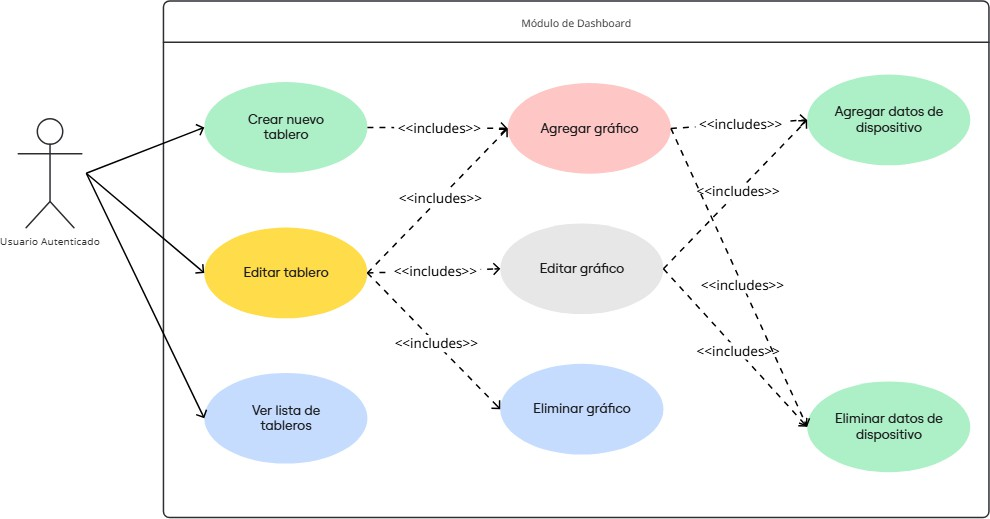 Módulo de Dashboard
Usuario Autenticado
Crear nuevo
tablero
<<includes>>
Agregar gráfico
<<includes>>
Agregar datos de
dispositivo
<<includes>>
<<includes>>
Editar tablero
<<includes>>
Editar gráfico
<<includes>>
<<includes>>
<<includes>>
Ver lista de
tableros
Eliminar gráfico
Eliminar datos de
dispositivo